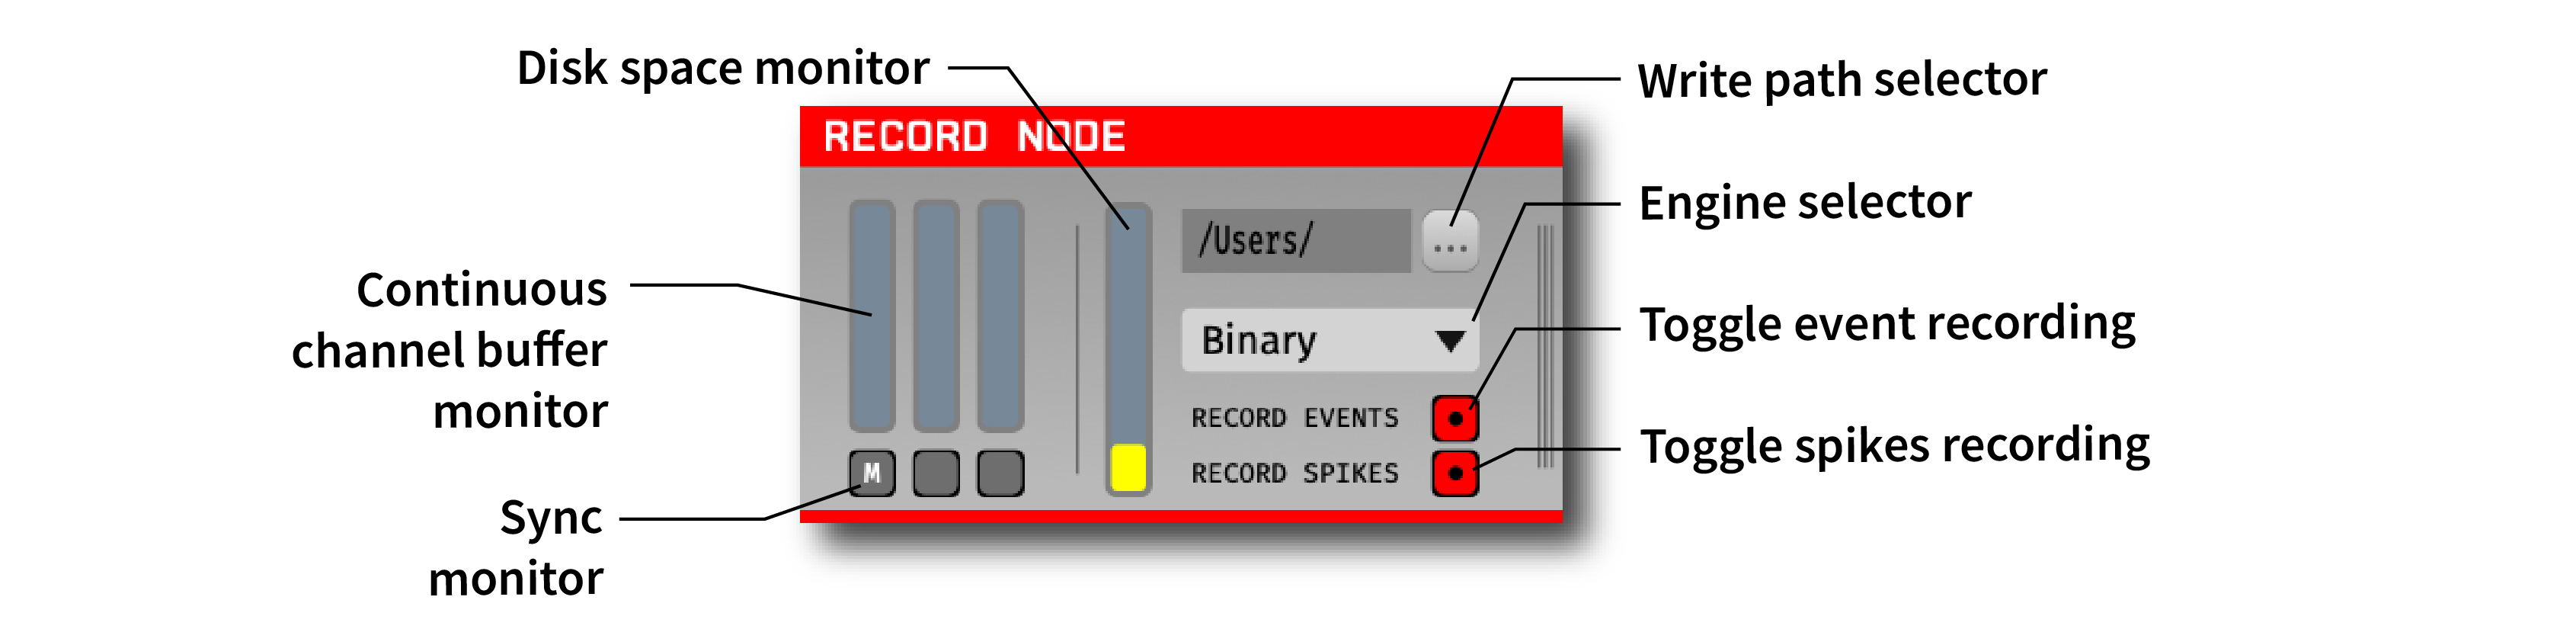 Disk space monitor
Write path selector
RECORD NODE
Engine selector
/Users/
...
Continuous
channel buffer
monitor
Binary
Toggle event recording
RECORD EVENTS
Toggle spikes recording
M
RECORD SPIKES
Sync
monitor